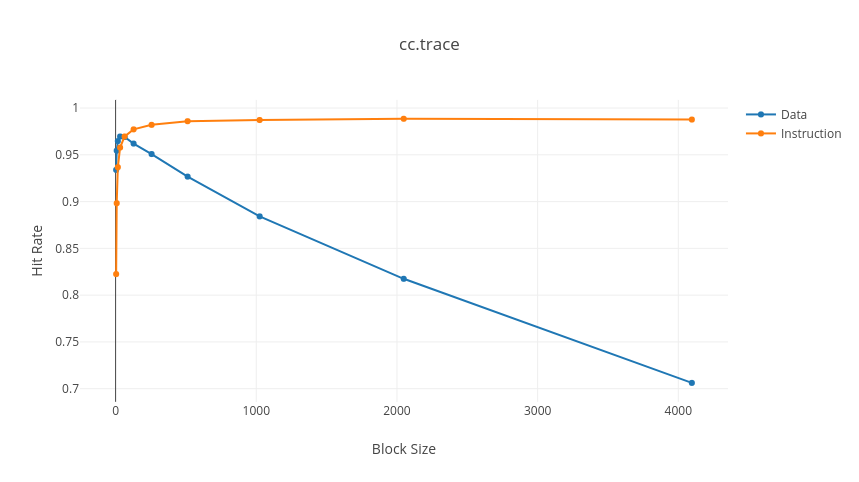 cc.trace
Data
Instruction
1
0.95
0.9
0.85
0.8
0.75
0.7
Hit Rate
0
1000
2000
3000
4000
Block Size